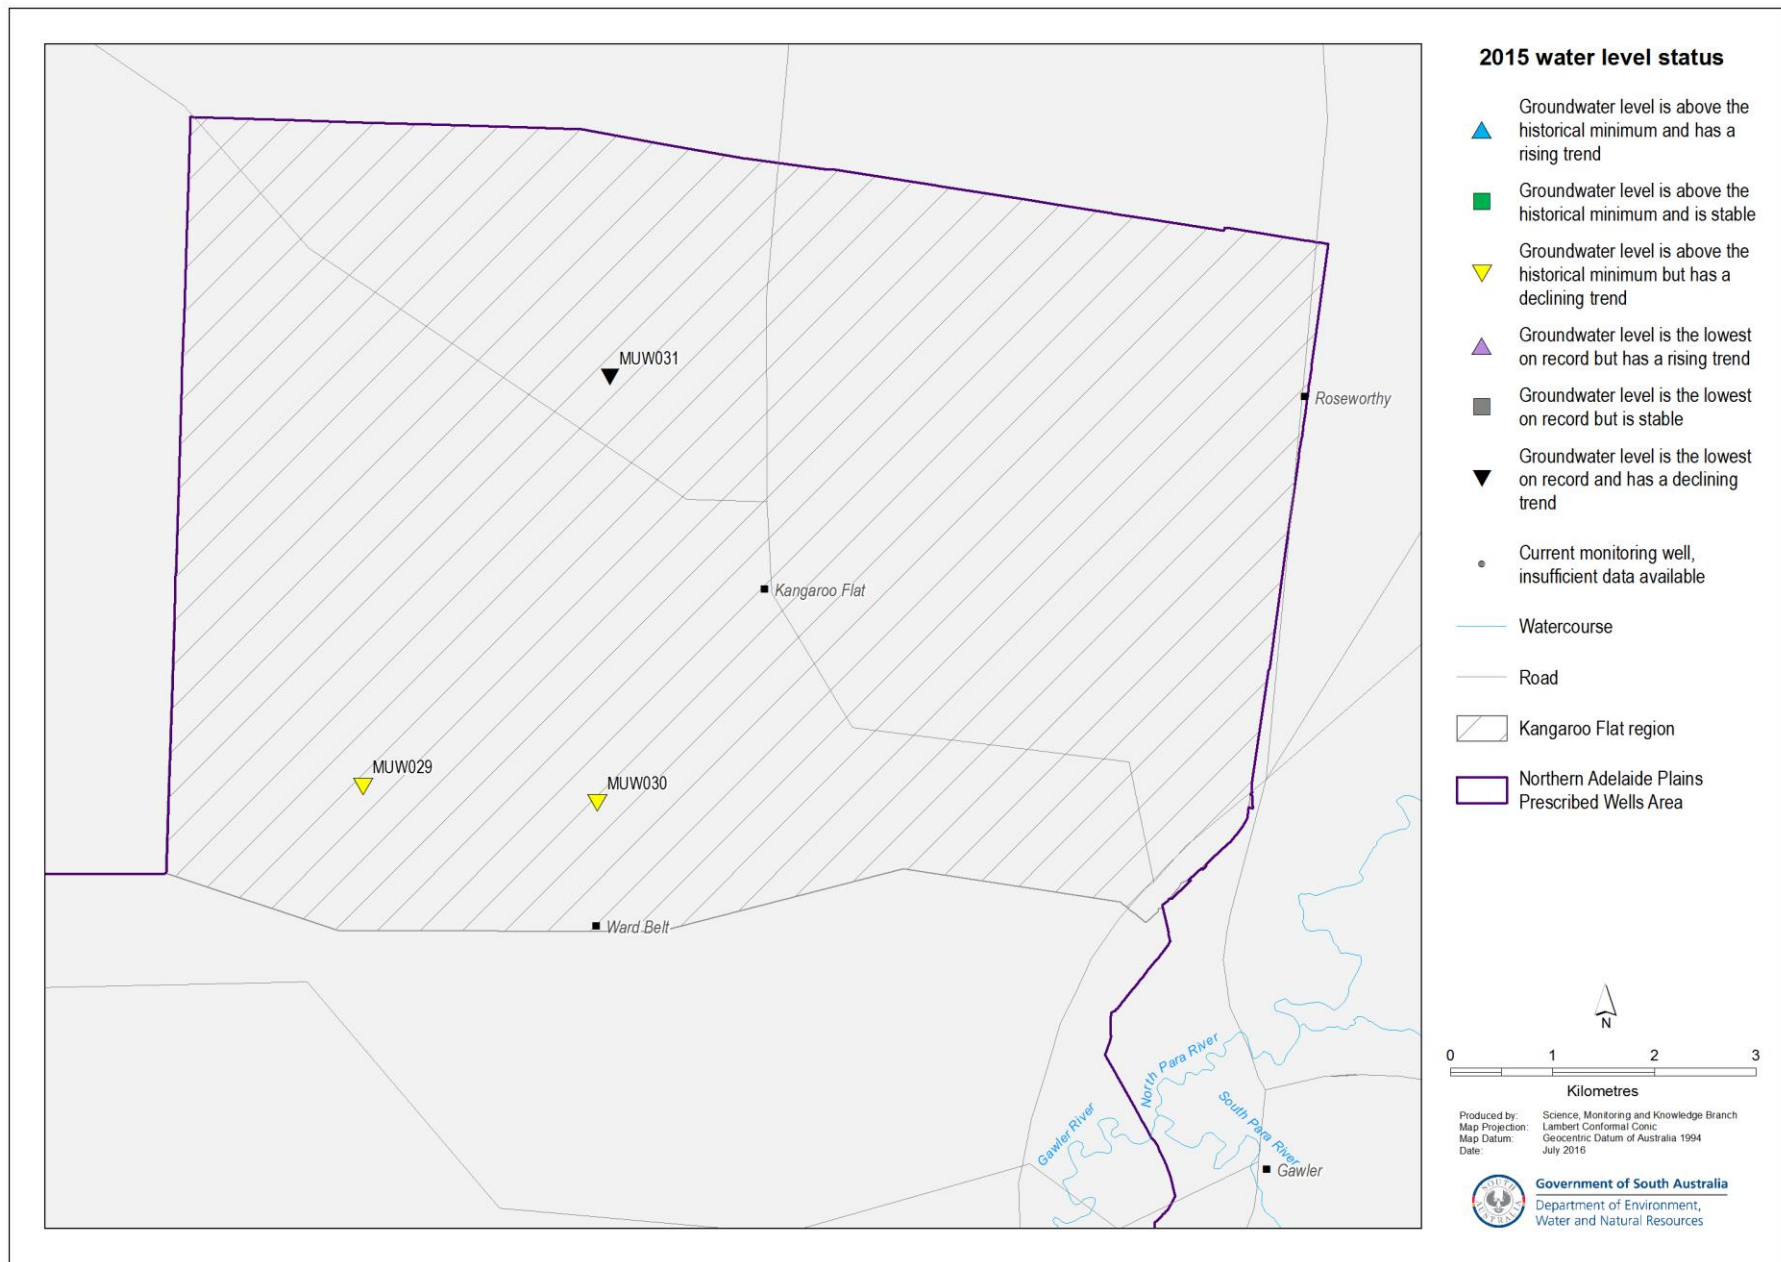 MUW031
Roseworthy
Kangaroo Flat
MUW029
MUW030
Ward Belt
North Para River
South Para River
Gawler River
Gawler
2015 water level status
Groundwater level is above the
historical minimum and has a
rising trend
Groundwater level is above the
historical minimum and is stable
Groundwater level is above the
historical minimum but has a
declining trend
Groundwater level is the lowest
on record but has a rising trend
Groundwater level is the lowest
on record but is stable
Groundwater level is the lowest
on record and has a declining
trend
Current monitoring well,
insufficient data available
Watercourse
Road
Kangaroo Flat region
Northern Adelaide Plains
Prescribed Wells Area
N
0 1 2 3
Kilometres
Produced by: Science, Monitoring and Knowledge Branch
Map Projection: Lambert Conformal Conic
Map Datum: Geocentric Datum of Australia 1994
Date: July 2016
SOUTH AUSTRALIA
Government of South Australia
Department of Environment,
Water and Natural Resources